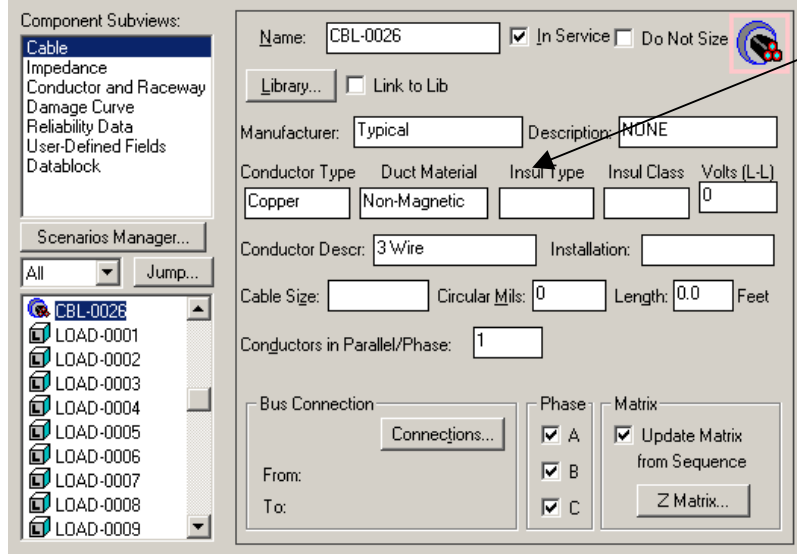 Component Subviews:
Cable
Impedance
Conductor and Raceway
Damage Curve
Reliability Data
User-Defined Fields
Datablock
Scenarios Manager...
All Jump...
CBL-0026
LOAD-0001
LOAD-0002
LOAD-0003
LOAD-0004
LOAD-0005
LOAD-0006
LOAD-0007
LOAD-0008
LOAD-0009
Name: CBL-0026 In Service Do Not Size
Library... Link to Lib
Manufacturer: Typical Description: NONE
Conductor Type Duct Material Insul Type Insul Class Volts (L-L)
Copper Non-Magnetic 0
Conductor Descr: 3 Wire Installation:
Cable Size: Circular Mils: 0 Length: 0.0 Feet
Conductors in Parallel/Phase: 1
Bus Connection
Connections...
From:
To:
Phase
A
B
C
Matrix
Update Matrix
from Sequence
Z Matrix...